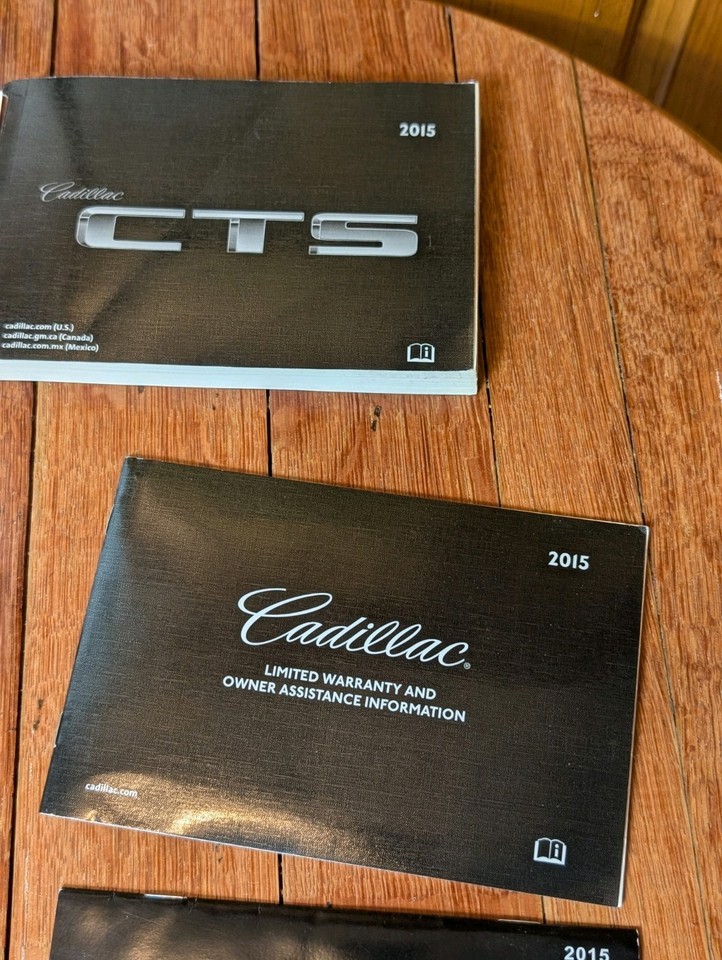 2015
Cadillac
CTS
cadillac.com (U.S.)
cadillac.gm.ca (Canada)
cadillac.com.mx (Mexico)
2015
Cadillac®
LIMITED WARRANTY AND
OWNER ASSISTANCE INFORMATION
cadillac.com
2015